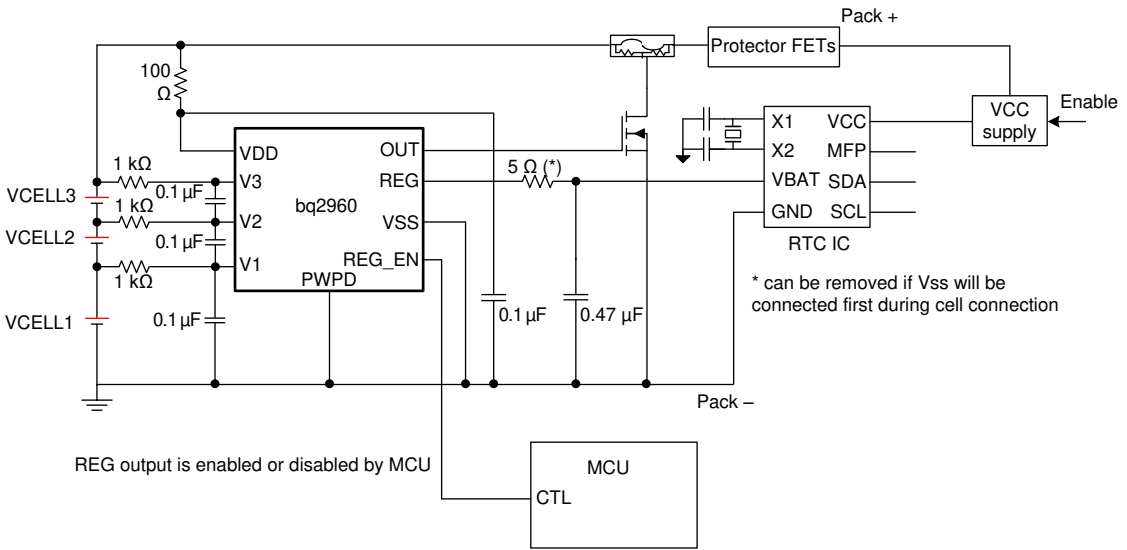 Pack +
Protector FETs
100
Ω
VCC
supply
Enable
VDD
OUT
X1
VCC
X2
MFP
1 kΩ
V3
0.1 µF
REG
5 Ω (*)
VBAT
SDA
VCELL3
1 kΩ
V2
bq2960
VSS
GND
SCL
VCELL2
0.1 µF
RTC IC
V1
REG_EN
1 kΩ
PWPD
* can be removed if Vss will be
connected first during cell connection
VCELL1
0.1 µF
0.1 µF
0.47 µF
Pack –
REG output is enabled or disabled by MCU
MCU
CTL